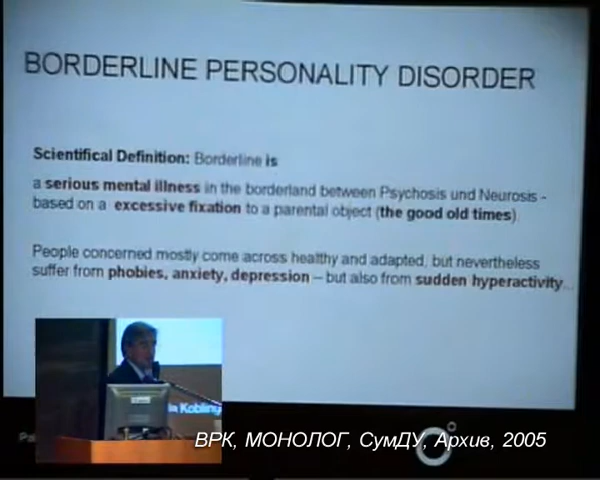 BORDERLINE PERSONALITY DISORDER
Scientifical Definition: Borderline is
a serious mental illness in the borderland between Psychosis und Neurosis -
based on a excessive fixation to a parental object (the good old times)
People concerned mostly come across healthy and adapted, but nevertheless
suffer from phobies, anxiety, depression – but also from sudden hyperactivity...
ВРК, МОНОЛОГ, СумДУ, Архив, 2005